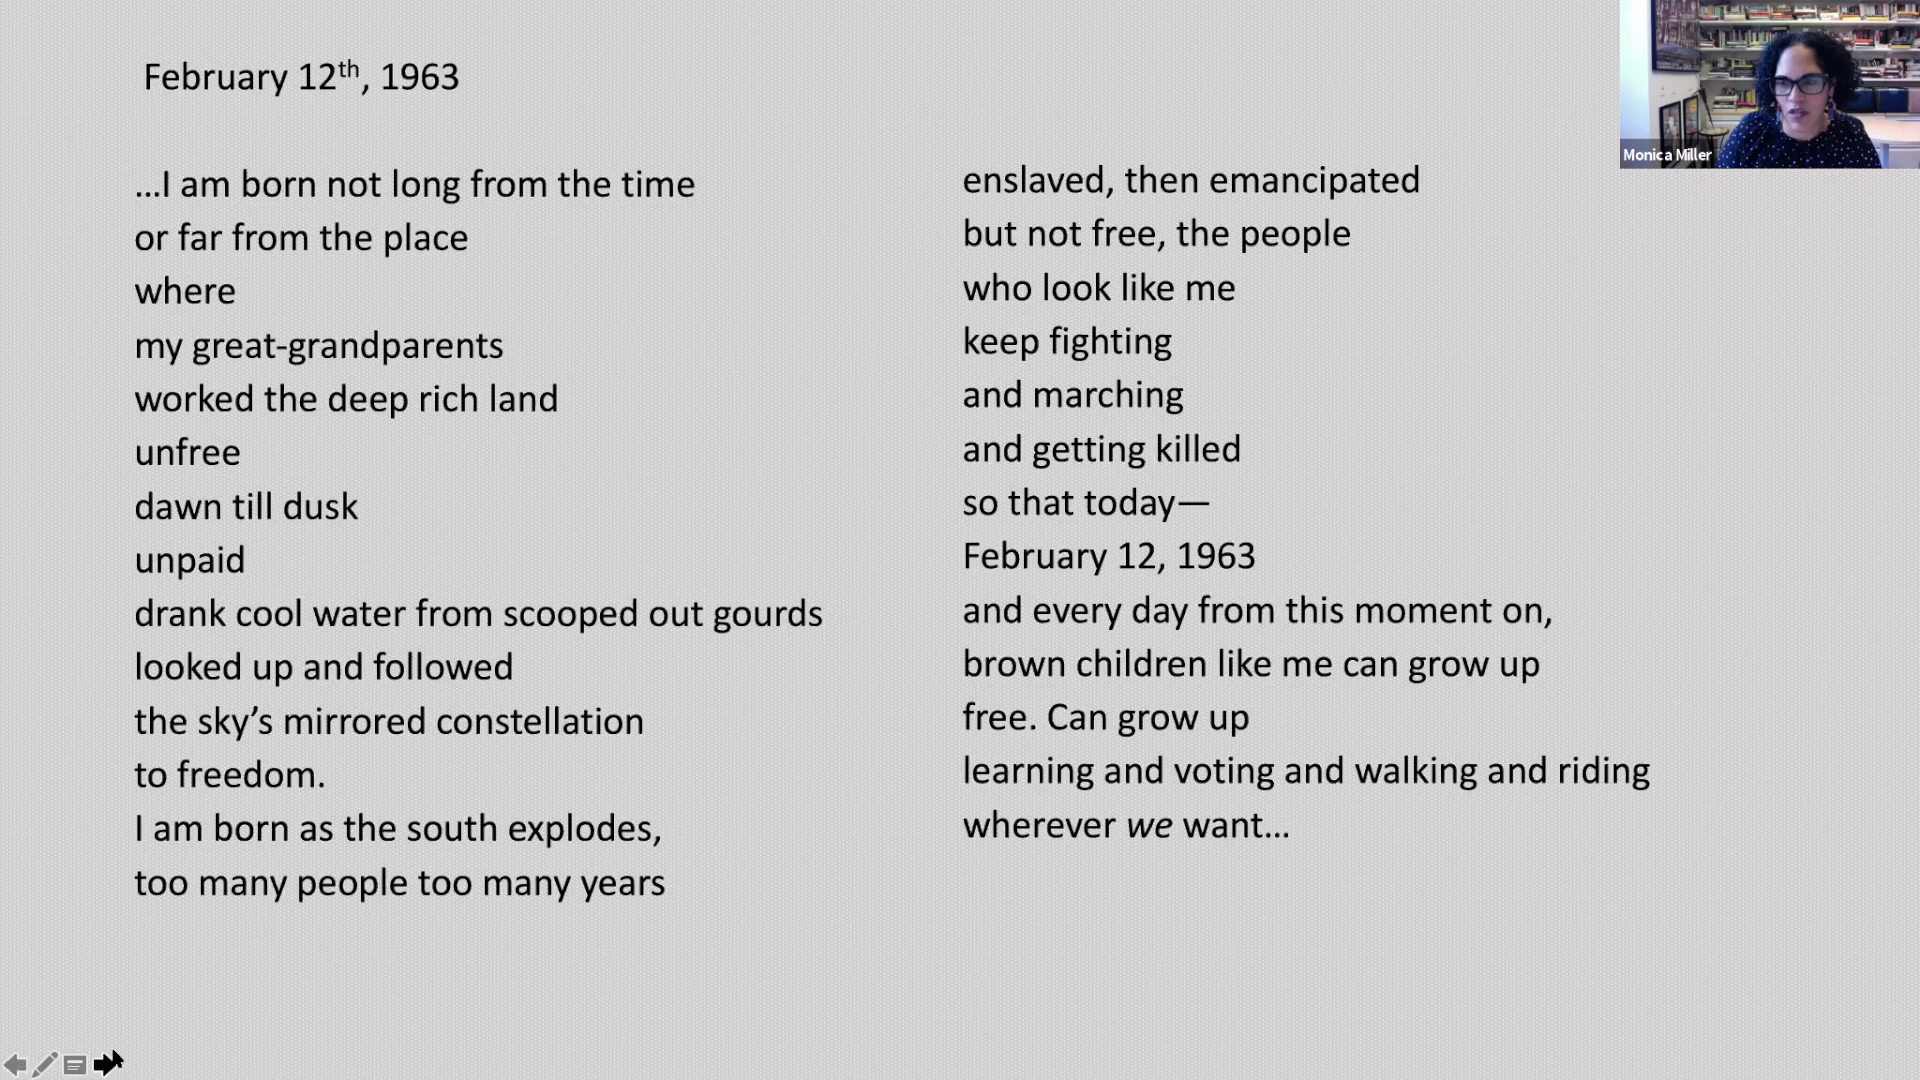 February 12th, 1963
...I am born not long from the time
or far from the place
where
my great-grandparents
worked the deep rich land
unfree
dawn till dusk
unpaid
drank cool water from scooped out gourds
looked up and followed
the sky’s mirrored constellation
to freedom.
I am born as the south explodes,
too many people too many years
enslaved, then emancipated
but not free, the people
who look like me
keep fighting
and marching
and getting killed
so that today—
February 12, 1963
and every day from this moment on,
brown children like me can grow up
free. Can grow up
learning and voting and walking and riding
wherever we want...
Monica Miller